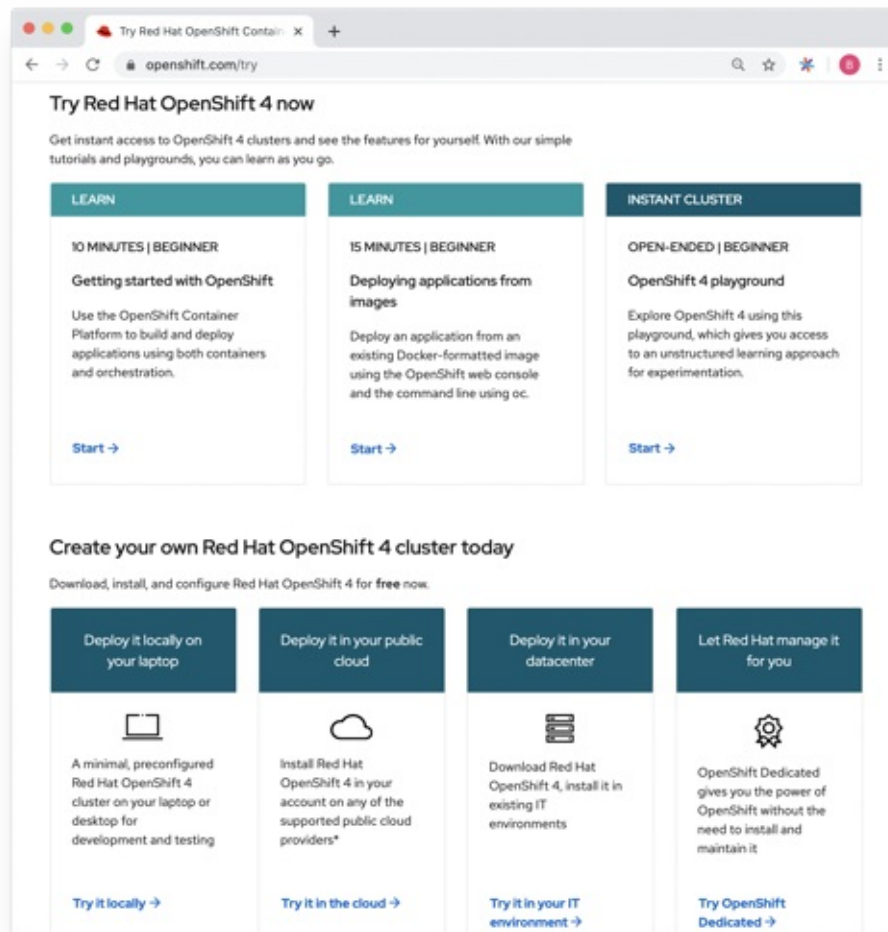 Try Red Hat OpenShift Contain
openshift.com/try
B
Try Red Hat OpenShift 4 now
Get instant access to OpenShift 4 clusters and see the features for yourself. With our simple
tutorials and playgrounds, you can learn as you go.
LEARN
10 MINUTES | BEGINNER
Getting started with OpenShift
Use the OpenShift Container
Platform to build and deploy
applications using both containers
and orchestration.
Start →
LEARN
15 MINUTES | BEGINNER
Deploying applications from
images
Deploy an application from an
existing Docker-formatted image
using the OpenShift web console
and the command line using oc.
Start →
INSTANT CLUSTER
OPEN-ENDED | BEGINNER
OpenShift 4 playground
Explore OpenShift 4 using this
playground, which gives you access
to an unstructured learning approach
for experimentation.
Start →
Create your own Red Hat OpenShift 4 cluster today
Download, install, and configure Red Hat OpenShift 4 for free now.
Deploy it locally on
your laptop
A minimal, preconfigured
Red Hat OpenShift 4
cluster on your laptop or
desktop for
development and testing
Try it locally →
Deploy it in your public
cloud
Install Red Hat
OpenShift 4 in your
account on any of the
supported public cloud
providers*
Try it in the cloud →
Deploy it in your
datacenter
Download Red Hat
OpenShift 4, install it in
existing IT
environments
Try it in your IT
environment →
Let Red Hat manage it
for you
OpenShift Dedicated
gives you the power of
OpenShift without the
need to install and
maintain it
Try OpenShift
Dedicated →